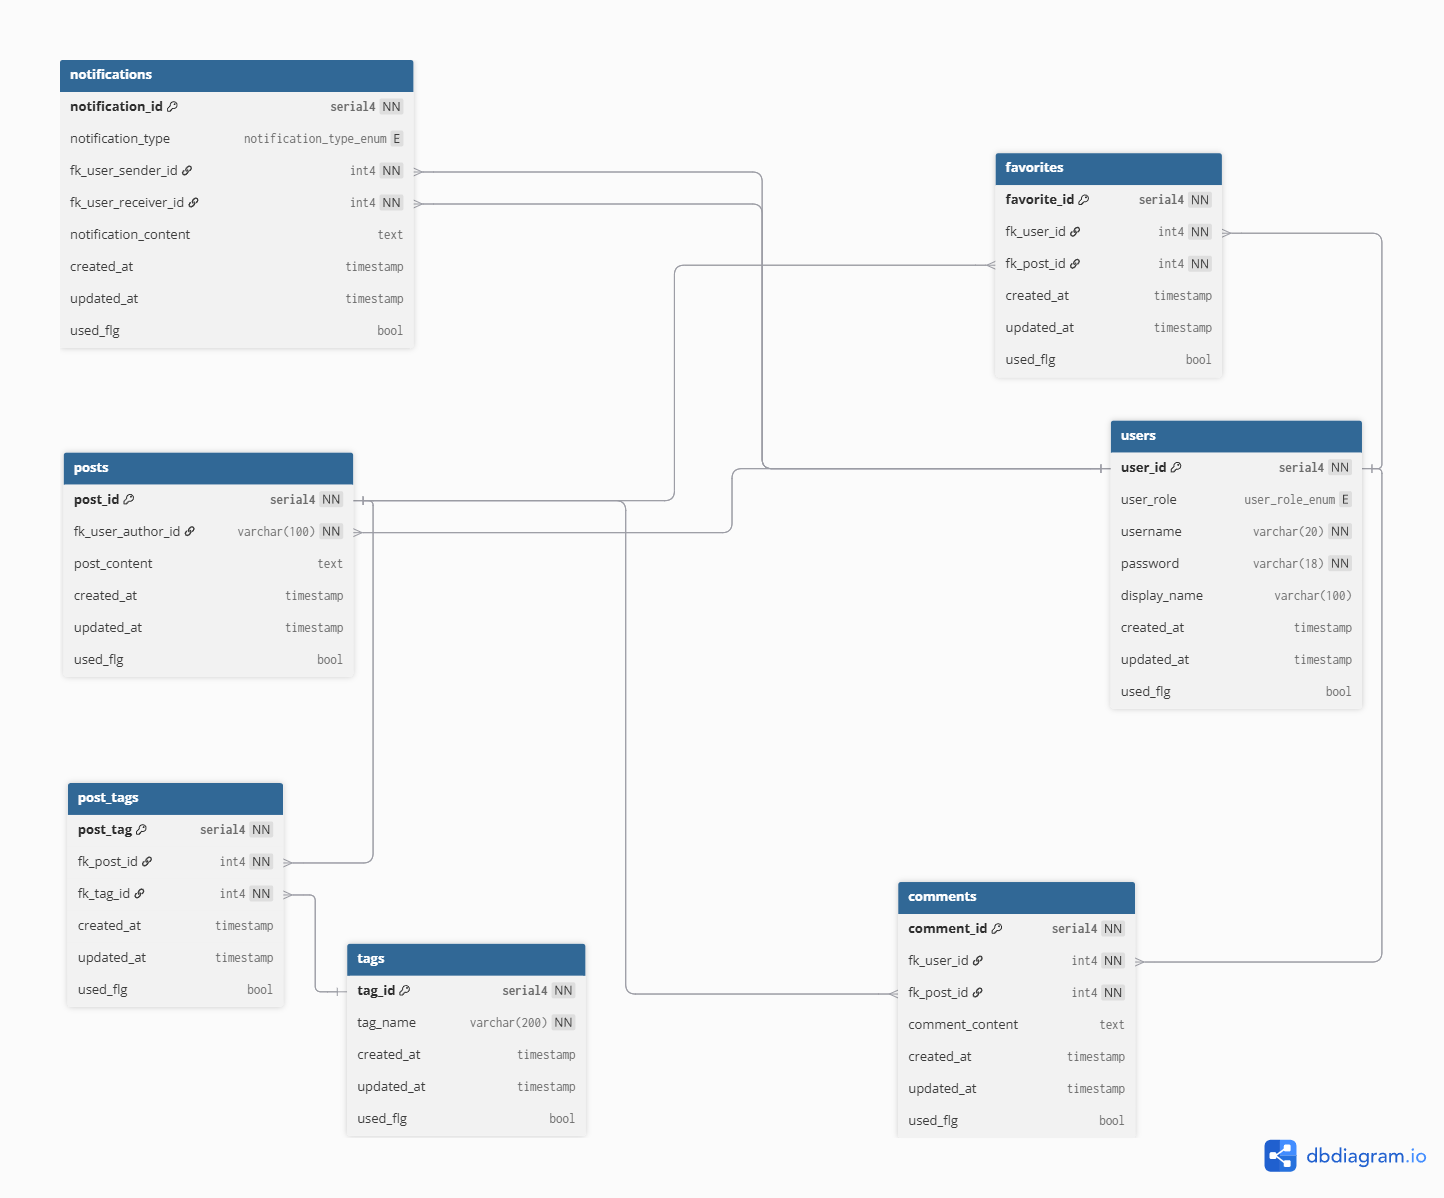 notifications
notification_id serial4 NN
notification_type notification_type_enum E
fk_user_sender_id int4 NN
fk_user_receiver_id int4 NN
notification_content text
created_at timestamp
updated_at timestamp
used_flg bool
favorites
favorite_id serial4 NN
fk_user_id int4 NN
fk_post_id int4 NN
created_at timestamp
updated_at timestamp
used_flg bool
users
user_id serial4 NN
user_role user_role_enum E
username varchar(20) NN
password varchar(18) NN
display_name varchar(100)
created_at timestamp
updated_at timestamp
used_flg bool
posts
post_id serial4 NN
fk_user_author_id varchar(100) NN
post_content text
created_at timestamp
updated_at timestamp
used_flg bool
post_tags
post_tag serial4 NN
fk_post_id int4 NN
fk_tag_id int4 NN
created_at timestamp
updated_at timestamp
used_flg bool
tags
tag_id serial4 NN
tag_name varchar(200) NN
created_at timestamp
updated_at timestamp
used_flg bool
comments
comment_id serial4 NN
fk_user_id int4 NN
fk_post_id int4 NN
comment_content text
created_at timestamp
updated_at timestamp
used_flg bool
dbdiagram.io